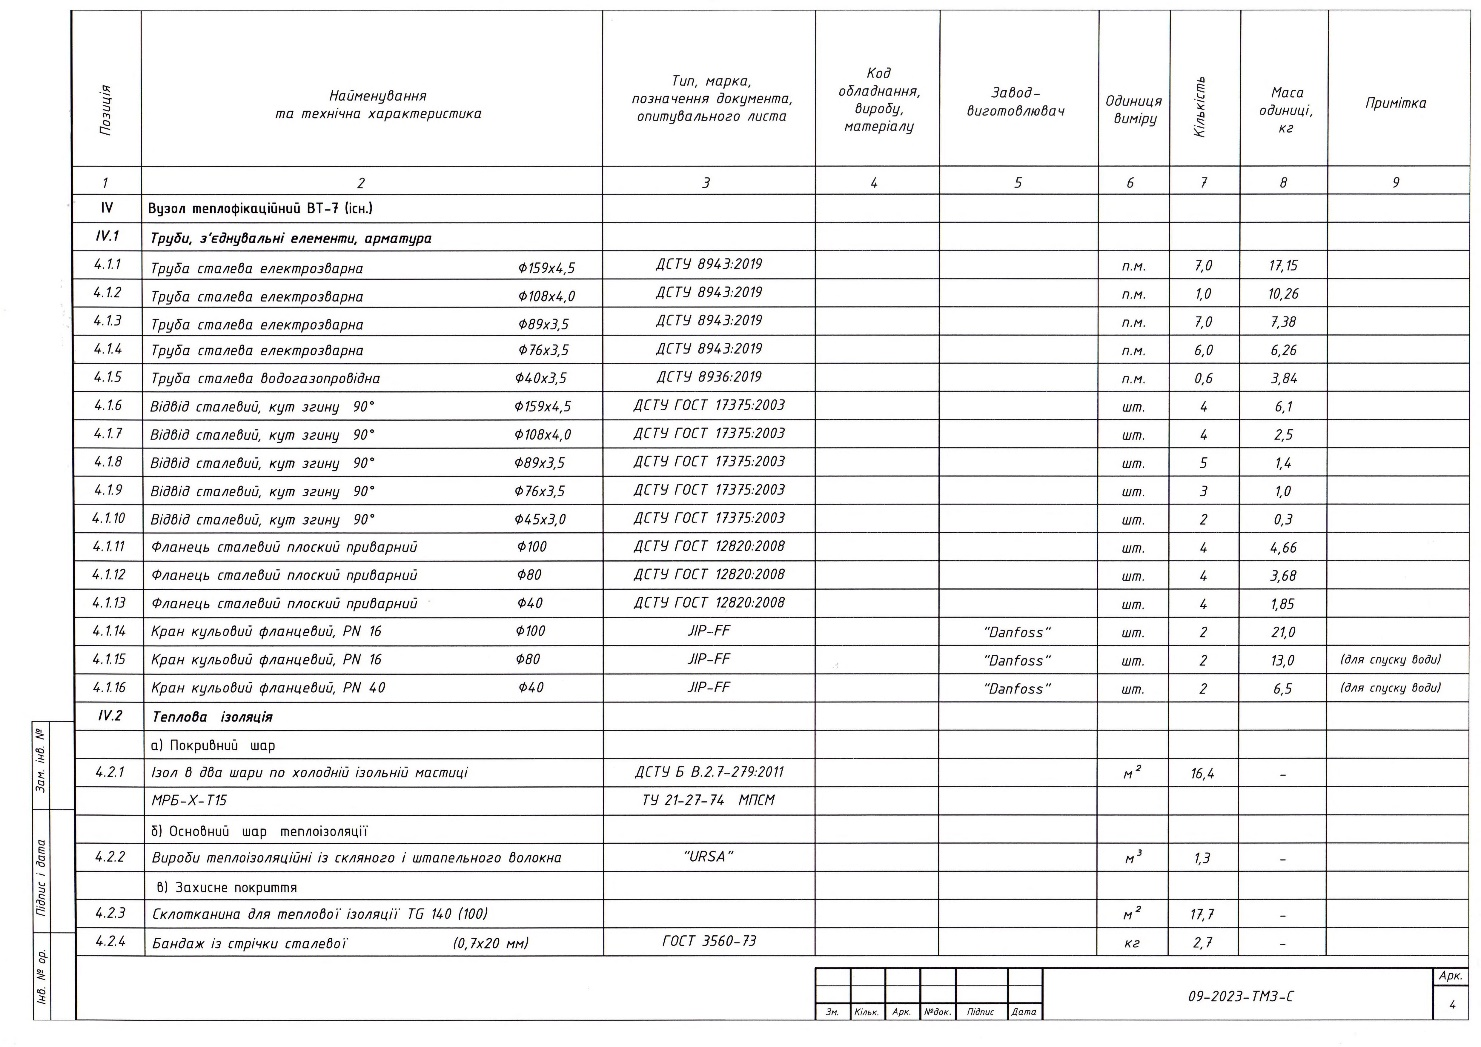 Позиція
Найменування
та технічна характеристика
Тип, марка,
позначення документа,
опитувального листа
Код
обладнання,
виробу,
матеріалу
Завод-
виготовлювач
Одиниця
виміру
Кількість
Маса
одиниці,
кг
Примітка
1 2 3 4 5 6 7 8 9
IV Вузол теплофікаційний ВТ-7 (існ.)
IV.1 Труби, з'єднувальні елементи, арматура
4.1.1 Труба сталева електрозварна Ф159х4,5 ДСТУ 8943:2019 п.м. 7,0 17,15
4.1.2 Труба сталева електрозварна Ф108х4,0 ДСТУ 8943:2019 п.м. 1,0 10,26
4.1.3 Труба сталева електрозварна Ф89х3,5 ДСТУ 8943:2019 п.м. 7,0 7,38
4.1.4 Труба сталева електрозварна Ф76х3,5 ДСТУ 8943:2019 п.м. 6,0 6,26
4.1.5 Труба сталева водогазопровідна Ф40х3,5 ДСТУ 8936:2019 п.м. 0,6 3,84
4.1.6 Відвід сталевий, кут згину 90° Ф159х4,5 ДСТУ ГОСТ 17375:2003 шт. 4 6,1
4.1.7 Відвід сталевий, кут згину 90° Ф108х4,0 ДСТУ ГОСТ 17375:2003 шт. 4 2,5
4.1.8 Відвід сталевий, кут згину 90° Ф89х3,5 ДСТУ ГОСТ 17375:2003 шт. 5 1,4
4.1.9 Відвід сталевий, кут згину 90° Ф76х3,5 ДСТУ ГОСТ 17375:2003 шт. 3 1,0
4.1.10 Відвід сталевий, кут згину 90° Ф45х3,0 ДСТУ ГОСТ 17375:2003 шт. 2 0,3
4.1.11 Фланець сталевий плоский приварний Ф100 ДСТУ ГОСТ 12820:2008 шт. 4 4,66
4.1.12 Фланець сталевий плоский приварний Ф80 ДСТУ ГОСТ 12820:2008 шт. 4 3,68
4.1.13 Фланець сталевий плоский приварний Ф40 ДСТУ ГОСТ 12820:2008 шт. 4 1,85
4.1.14 Кран кульовий фланцевий, PN 16 Ф100 JIP-FF "Danfoss" шт. 2 21,0
4.1.15 Кран кульовий фланцевий, PN 16 Ф80 JIP-FF "Danfoss" шт. 2 13,0 (для спуску води)
4.1.16 Кран кульовий фланцевий, PN 40 Ф40 JIP-FF "Danfoss" шт. 2 6,5 (для спуску води)
IV.2 Теплова ізоляція
а) Покривний шар
4.2.1 Ізол в два шари по холодній ізольній мастиці ДСТУ Б В.2.7-279:2011 м² 16,4 -
МРБ-Х-Т15 ТУ 21-27-74 МПСМ
б) Основний шар теплоізоляції
4.2.2 Вироби теплоізоляційні із скляного і штапельного волокна "URSA" м³ 1,3 -
в) Захисне покриття
4.2.3 Склотканина для теплової ізоляції TG 140 (100) м² 17,7 -
4.2.4 Бандаж із стрічки сталевої (0,7х20 мм) ГОСТ 3560-73 кг 2,7 -
Зам. інв. №
Підпис і дата
Інв. № ор.
Зм. Кільк. Арк. №док. Підпис Дата
09-2023-ТМЗ-С
Арк.
4